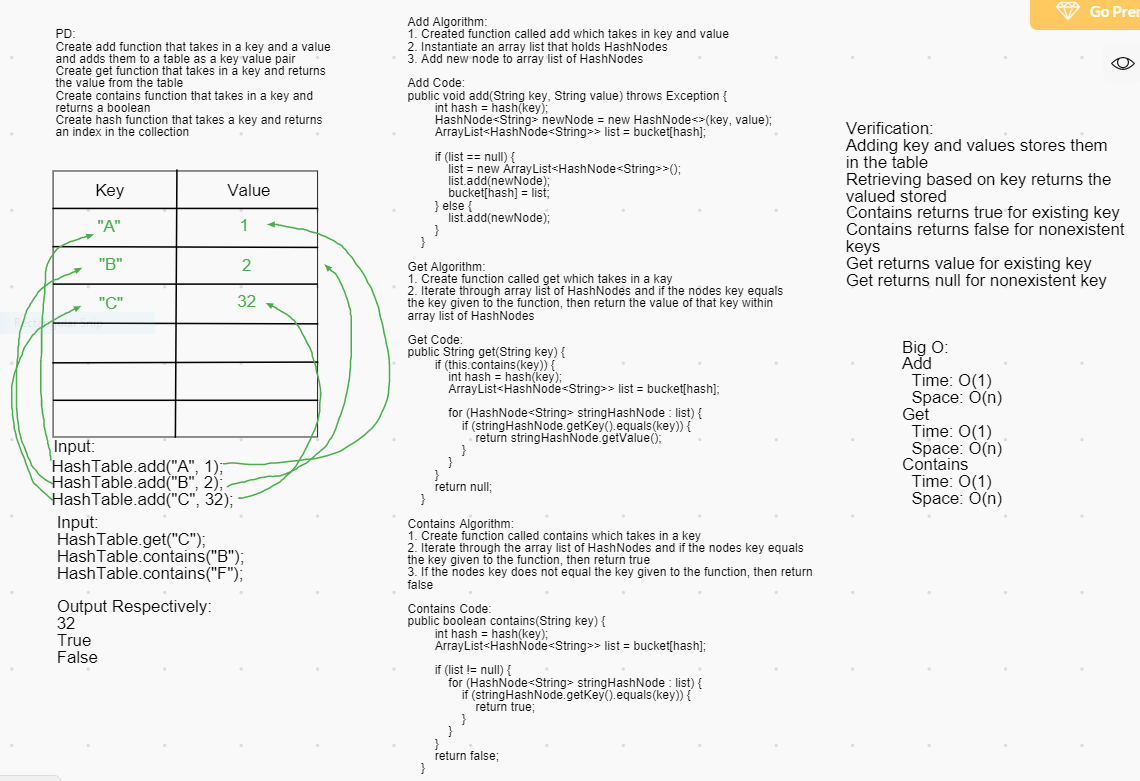 PD:
Create add function that takes in a key and a value
and adds them to a table as a key value pair
Create get function that takes in a key and returns
the value from the table
Create contains function that takes in a key and
returns a boolean
Create hash function that takes a key and returns
an index in the collection
Key Value
"A" 1
"B" 2
"C" 32
Input:
HashTable.add("A", 1);
HashTable.add("B", 2);
HashTable.add("C", 32);
Input:
HashTable.get("C");
HashTable.contains("B");
HashTable.contains("F");
Output Respectively:
32
True
False
Add Algorithm:
1. Created function called add which takes in key and value
2. Instantiate an array list that holds HashNodes
3. Add new node to array list of HashNodes
Add Code:
public void add(String key, String value) throws Exception {
int hash = hash(key);
HashNode<String> newNode = new HashNode<>(key, value);
ArrayList<HashNode<String>> list = bucket[hash];
if (list == null) {
list = new ArrayList<HashNode<String>>();
list.add(newNode);
bucket[hash] = list;
} else {
list.add(newNode);
}
}
Get Algorithm:
1. Create function called get which takes in a kay
2. Iterate through array list of HashNodes and if the nodes key equals
the key given to the function, then return the value of that key within
array list of HashNodes
Get Code:
public String get(String key) {
if (this.contains(key)) {
int hash = hash(key);
ArrayList<HashNode<String>> list = bucket[hash];
for (HashNode<String> stringHashNode : list) {
if (stringHashNode.getKey().equals(key)) {
return stringHashNode.getValue();
}
}
}
return null;
}
Contains Algorithm:
1. Create function called contains which takes in a key
2. Iterate through the array list of HashNodes and if the nodes key equals
the key given to the function, then return true
3. If the nodes key does not equal the key given to the function, then return
false
Contains Code:
public boolean contains(String key) {
int hash = hash(key);
ArrayList<HashNode<String>> list = bucket[hash];
if (list != null) {
for (HashNode<String> stringHashNode : list) {
if (stringHashNode.getKey().equals(key)) {
return true;
}
}
}
return false;
}
Go Prer
Verification:
Adding key and values stores them
in the table
Retrieving based on key returns the
valued stored
Contains returns true for existing key
Contains returns false for nonexistent
keys
Get returns value for existing key
Get returns null for nonexistent key
Big O:
Add
Time: O(1)
Space: O(n)
Get
Time: O(1)
Space: O(n)
Contains
Time: O(1)
Space: O(n)